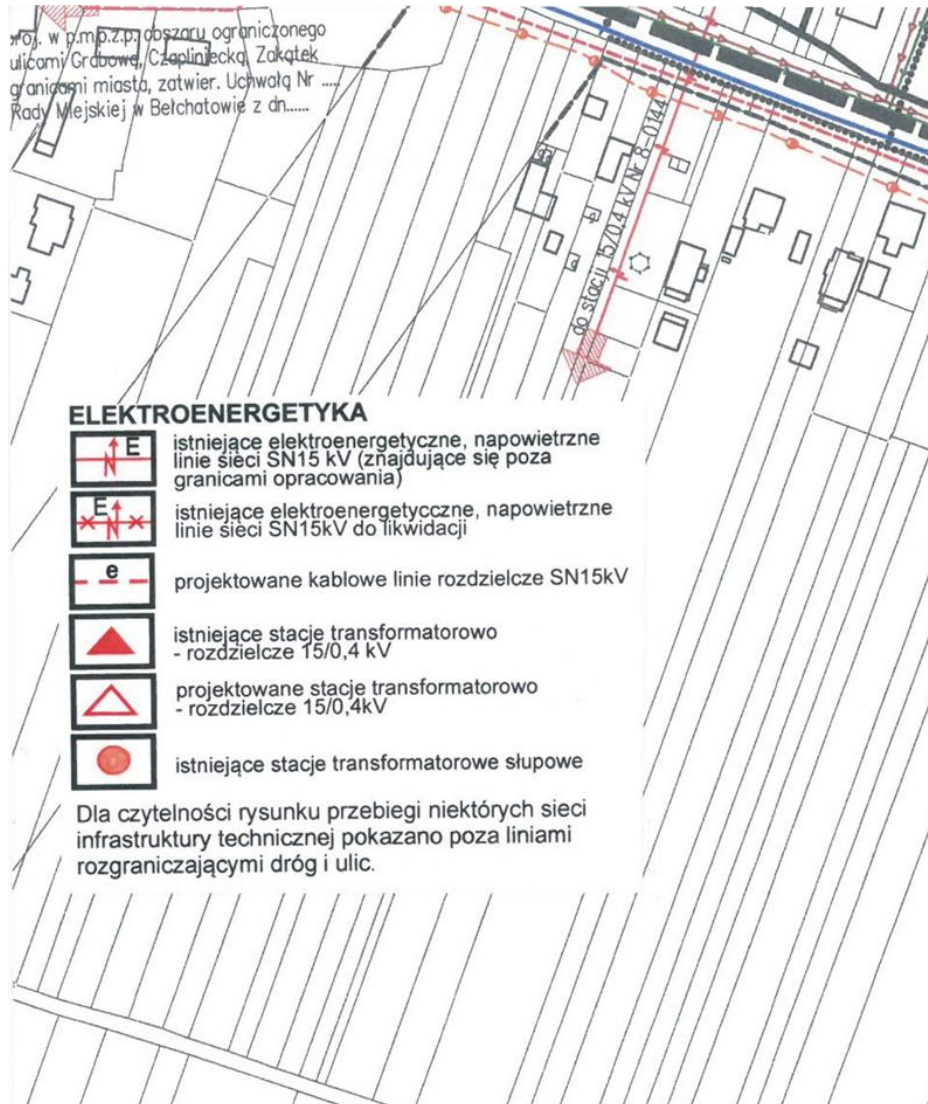 proj. w p.m.p.z.p. obszaru ograniczonego
ulicami Grabową, Czapliniecką, Zakątek
granicami miasta, zatwier. Uchwałą Nr .....
Rady Miejskiej w Bełchatowie z dn......
do stacji 15/0,4 kV Nr 8-0144
ELEKTROENERGETYKA
E
istniejące elektroenergetyczne, napowietrzne
linie sieci SN15 kV (znajdujące się poza
granicami opracowania)
E
istniejące elektroenergetycczne, napowietrzne
linie sieci SN15kV do likwidacji
e
projektowane kablowe linie rozdzielcze SN15kV
istniejące stacje transformatorowo
- rozdzielcze 15/0,4 kV
projektowane stacje transformatorowo
- rozdzielcze 15/0,4kV
istniejące stacje transformatorowe słupowe
Dla czytelności rysunku przebiegi niektórych sieci
infrastruktury technicznej pokazano poza liniami
rozgraniczającymi dróg i ulic.